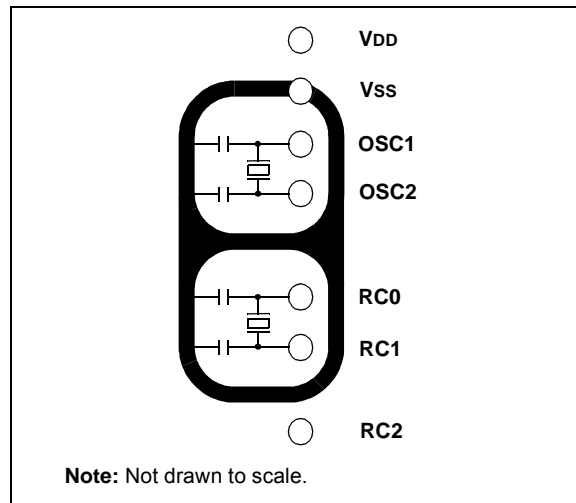 VDD
VSS
OSC1
OSC2
RC0
RC1
RC2
Note: Not drawn to scale.